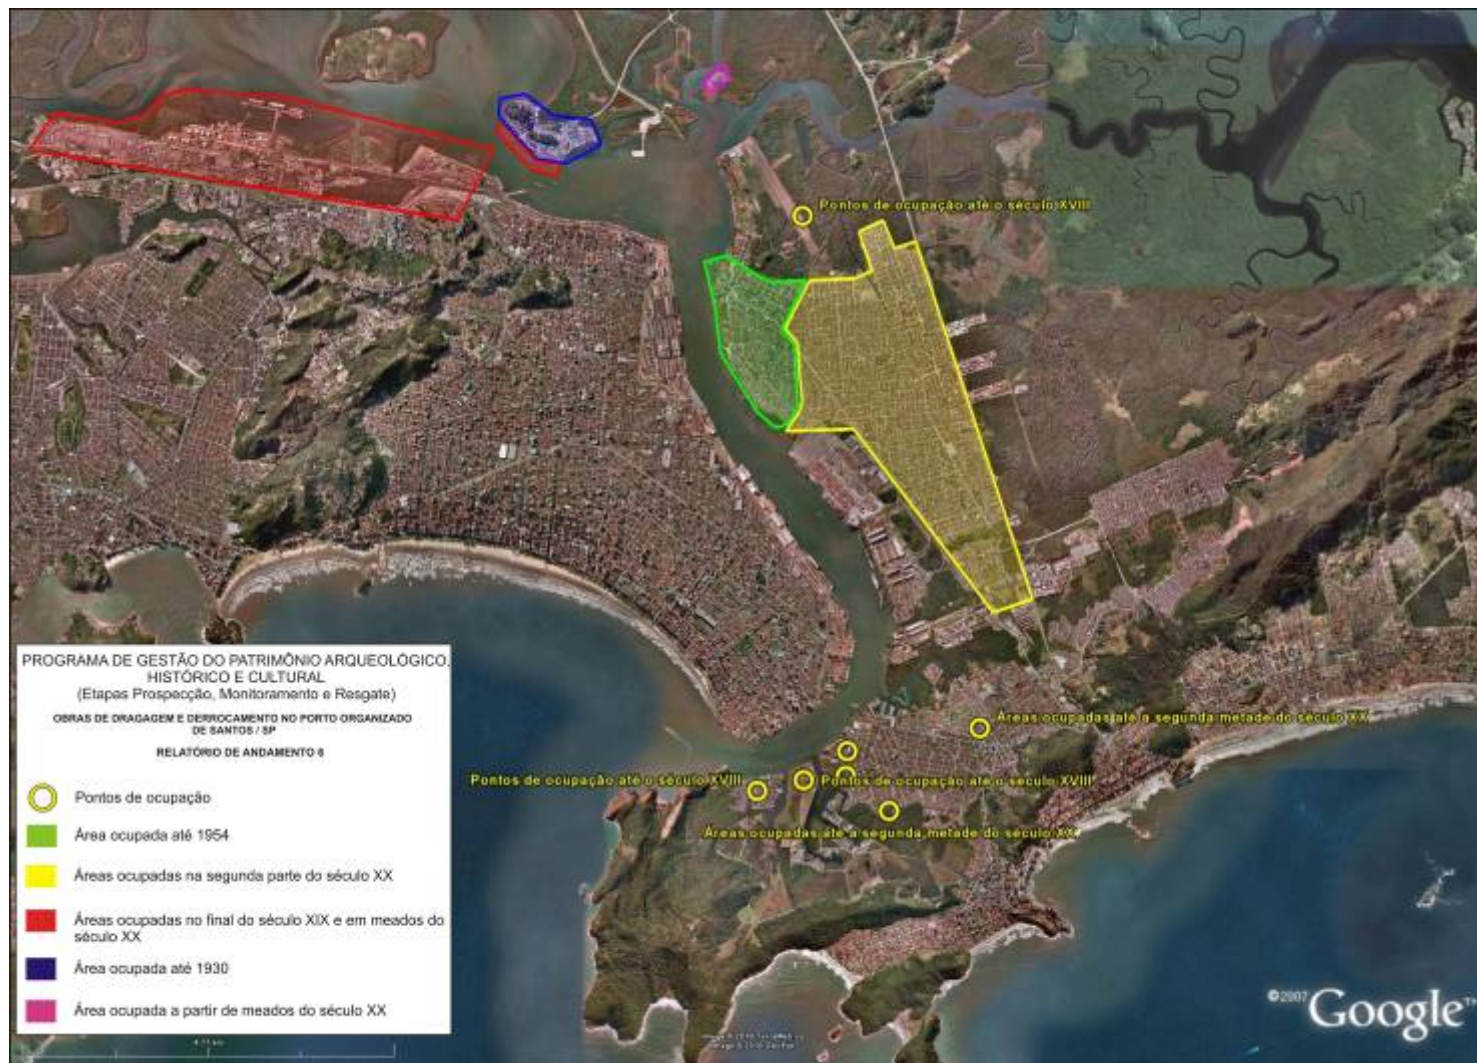 Pontos de ocupação até o século XVIII
Áreas ocupadas até a segunda metade do século XX
Pontos de ocupação até o século XVIII
Pontos de ocupação até o século XVIII
Áreas ocupadas até a segunda metade do século XX
PROGRAMA DE GESTÃO DO PATRIMÔNIO ARQUEOLÓGICO,
HISTÓRICO E CULTURAL
(Etapas Prospecção, Monitoramento e Resgate)
OBRAS DE DRAGAGEM E DERROCAMENTO NO PORTO ORGANIZADO
DE SANTOS / SP
RELATÓRIO DE ANDAMENTO 6
Pontos de ocupação
Área ocupada até 1954
Áreas ocupadas na segunda parte do século XX
Áreas ocupadas no final do século XIX e em meados do
século XX
Área ocupada até 1930
Área ocupada a partir de meados do século XX
©2007 Google™